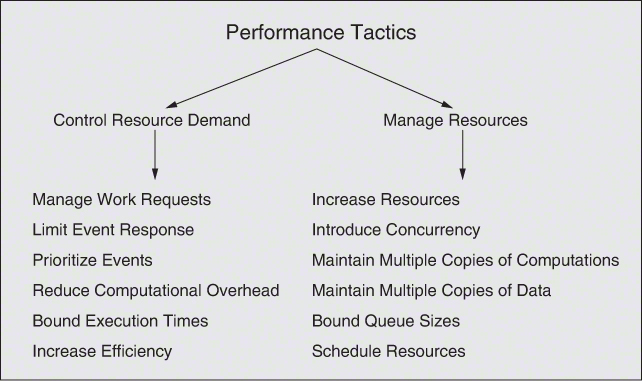 Performance Tactics
Control Resource Demand
Manage Resources
Manage Work Requests
Limit Event Response
Prioritize Events
Reduce Computational Overhead
Bound Execution Times
Increase Efficiency
Increase Resources
Introduce Concurrency
Maintain Multiple Copies of Computations
Maintain Multiple Copies of Data
Bound Queue Sizes
Schedule Resources